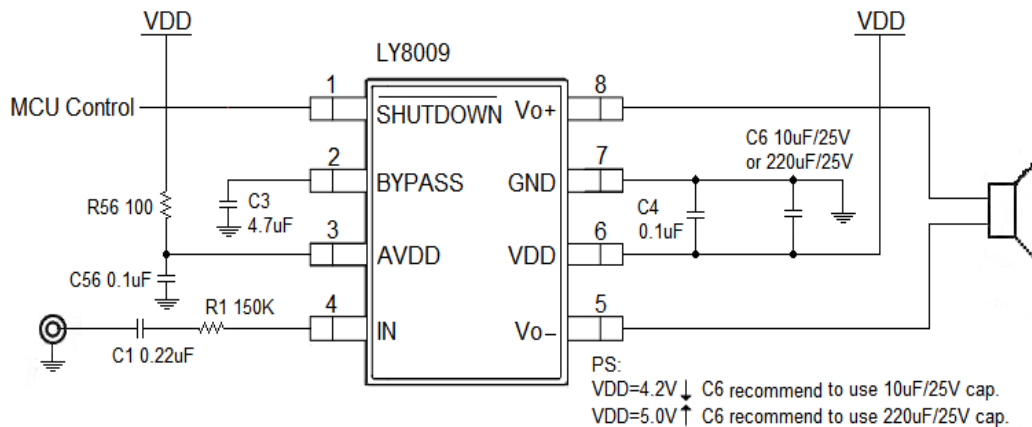 VDD
VDD
LY8009
MCU Control
1
8
SHUTDOWN
Vo+
C6 10uF/25V
or 220uF/25V
2
7
BYPASS
GND
C3
4.7uF
R56 100
C4
0.1uF
3
6
AVDD
VDD
C56 0.1uF
R1 150K
4
5
IN
Vo−
C1 0.22uF
PS:
VDD=4.2V↓ C6 recommend to use 10uF/25V cap.
VDD=5.0V↑ C6 recommend to use 220uF/25V cap.